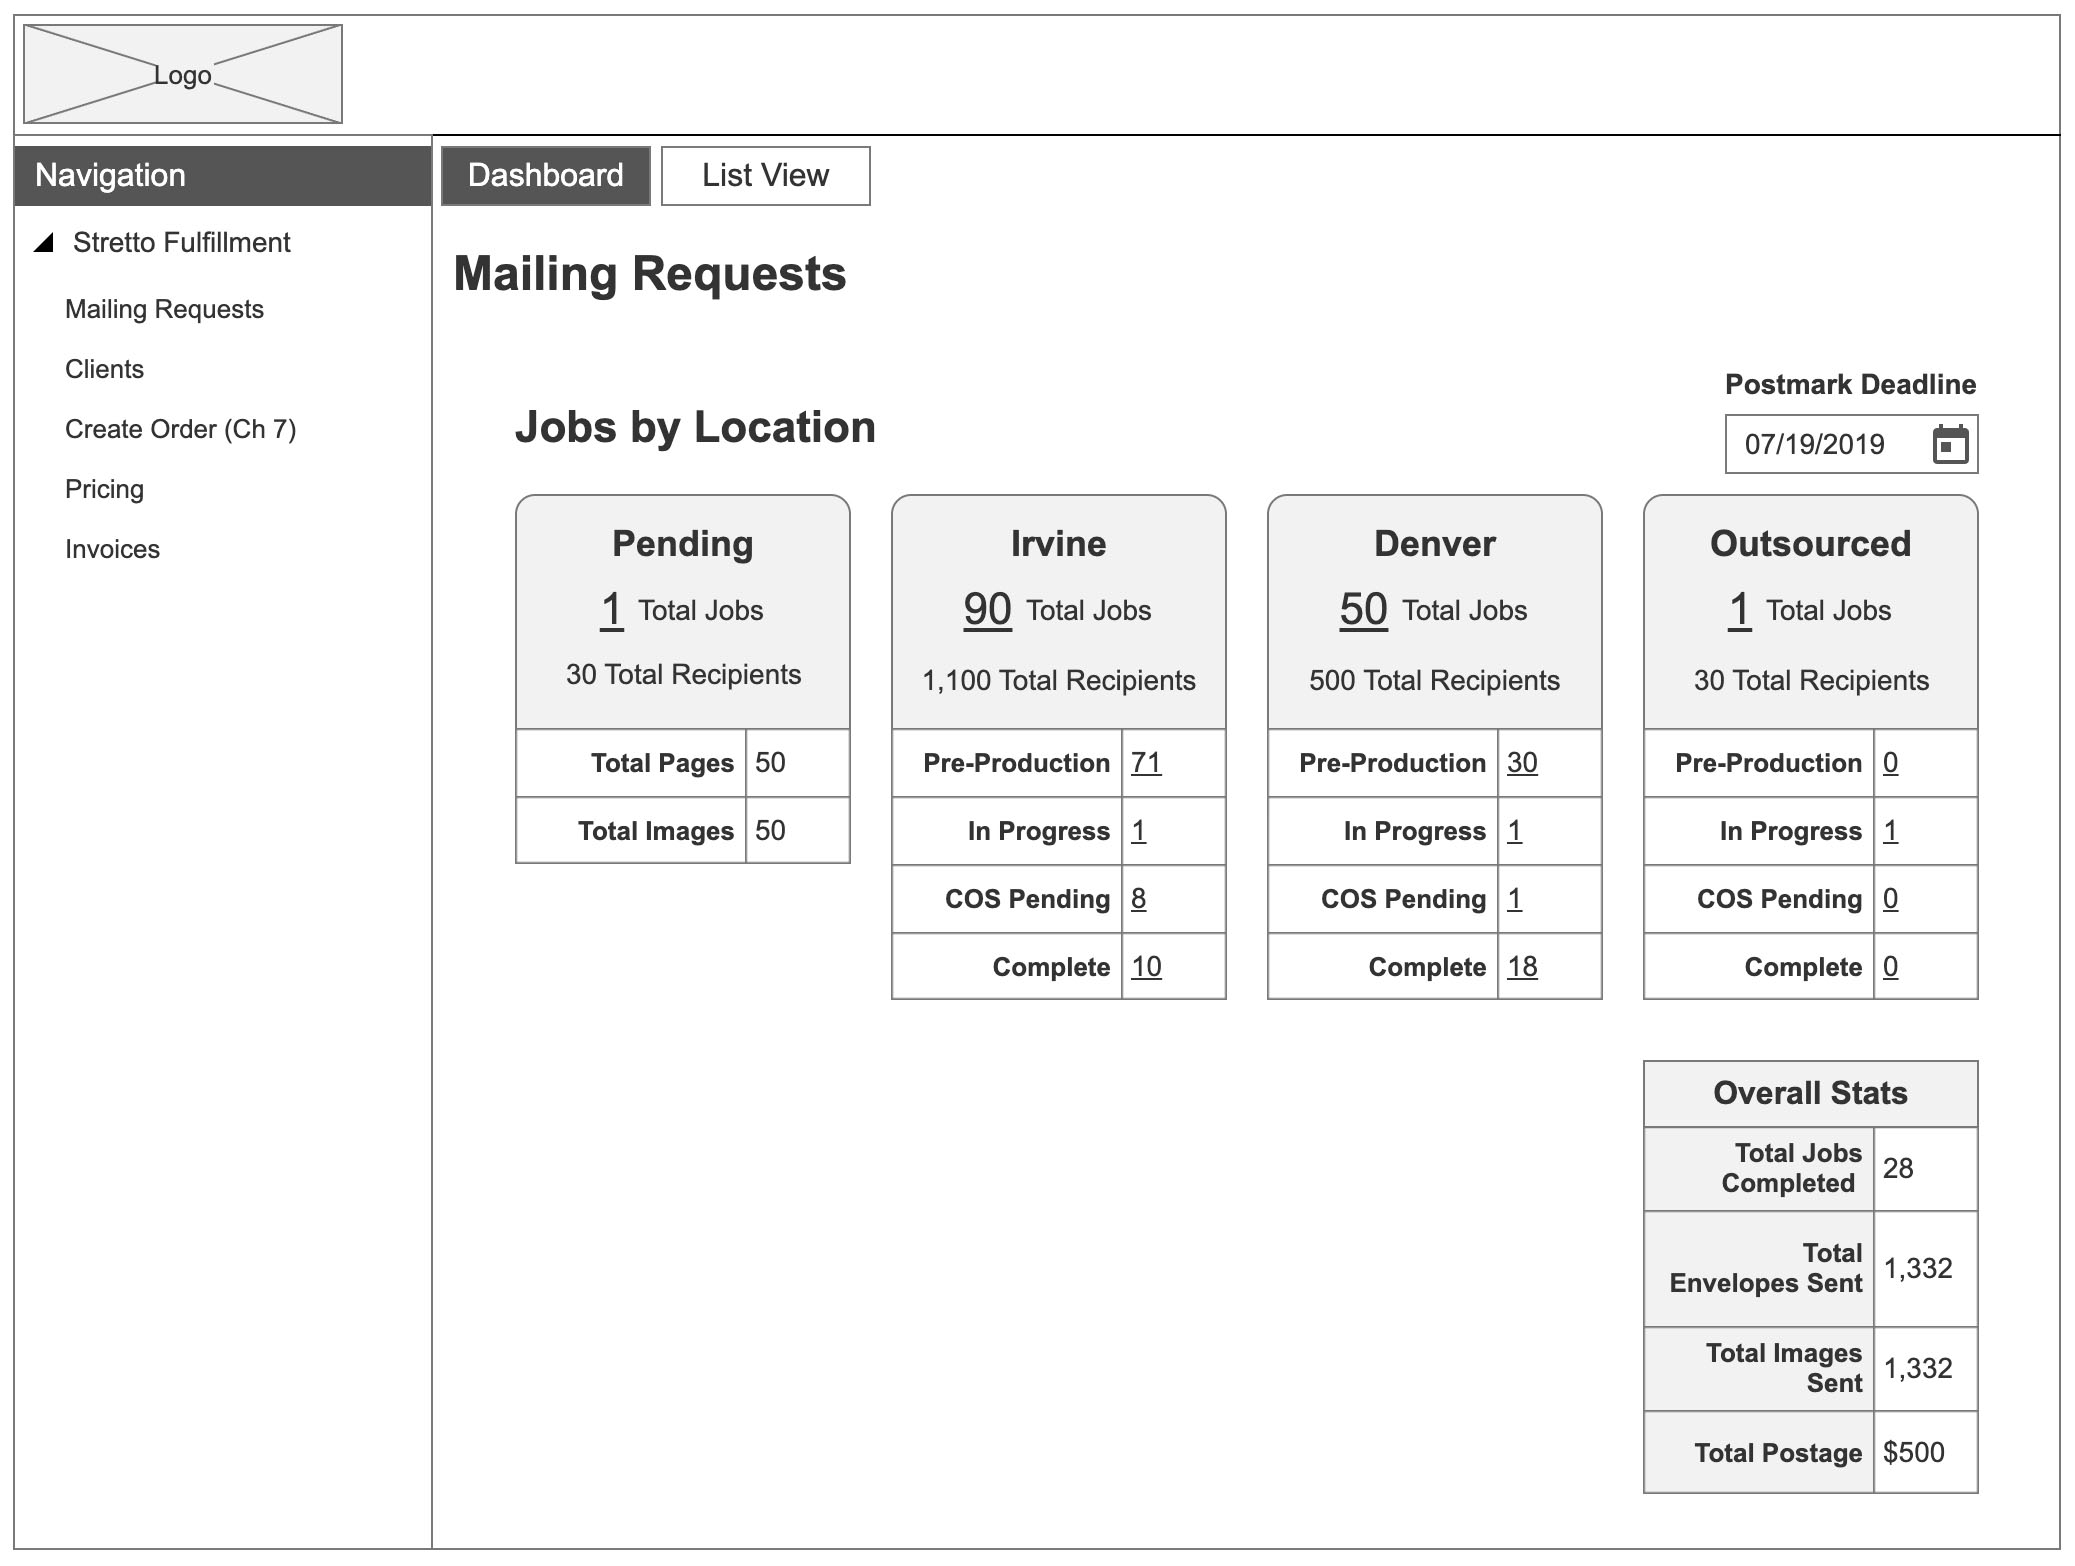 Logo
Navigation
Stretto Fulfillment
Mailing Requests
Clients
Create Order (Ch 7)
Pricing
Invoices
Dashboard
List View
Mailing Requests
Jobs by Location
Postmark Deadline
07/19/2019
Pending
1 Total Jobs
30 Total Recipients
Total Pages 50
Total Images 50
Irvine
90 Total Jobs
1,100 Total Recipients
Pre-Production 71
In Progress 1
COS Pending 8
Complete 10
Denver
50 Total Jobs
500 Total Recipients
Pre-Production 30
In Progress 1
COS Pending 1
Complete 18
Outsourced
1 Total Jobs
30 Total Recipients
Pre-Production 0
In Progress 1
COS Pending 0
Complete 0
Overall Stats
Total Jobs
Completed 28
Total
Envelopes Sent 1,332
Total Images
Sent 1,332
Total Postage $500